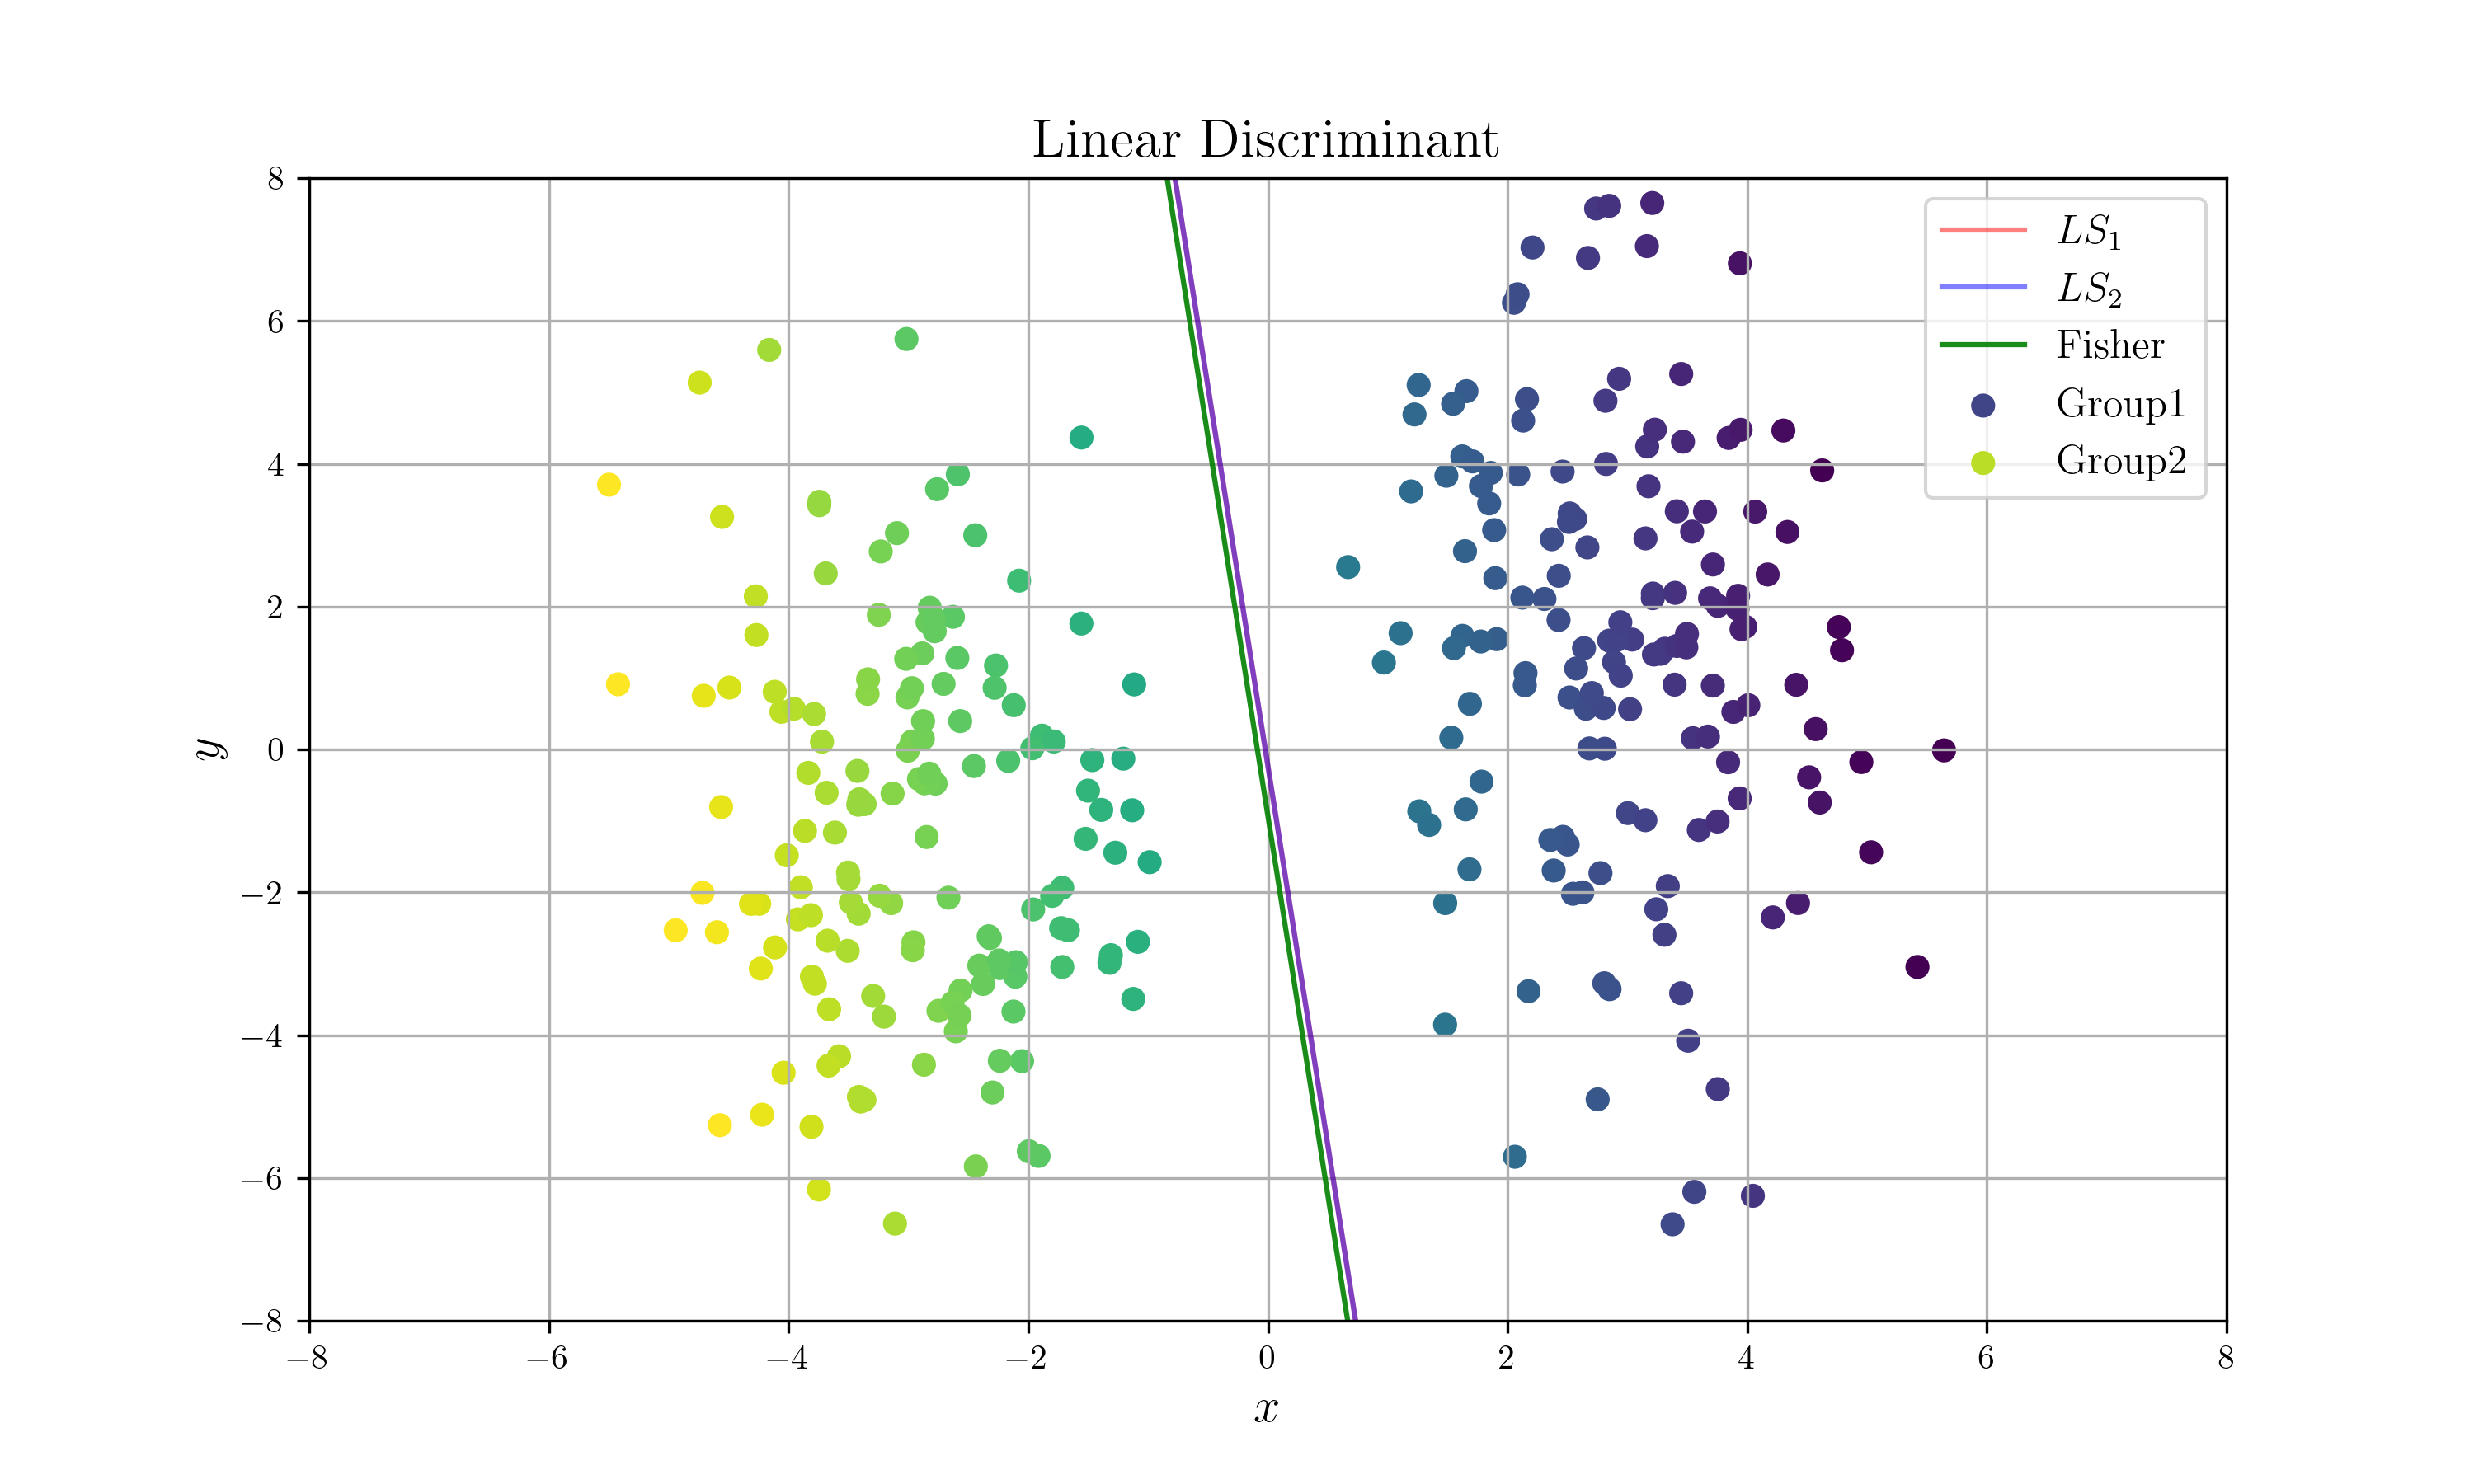 Linear Discriminant
8
6
4
2
0
−2
−4
−6
−8
y
LS₁
LS₂
Fisher
Group1
Group2
−8 −6 −4 −2 0 2 4 6 8
x